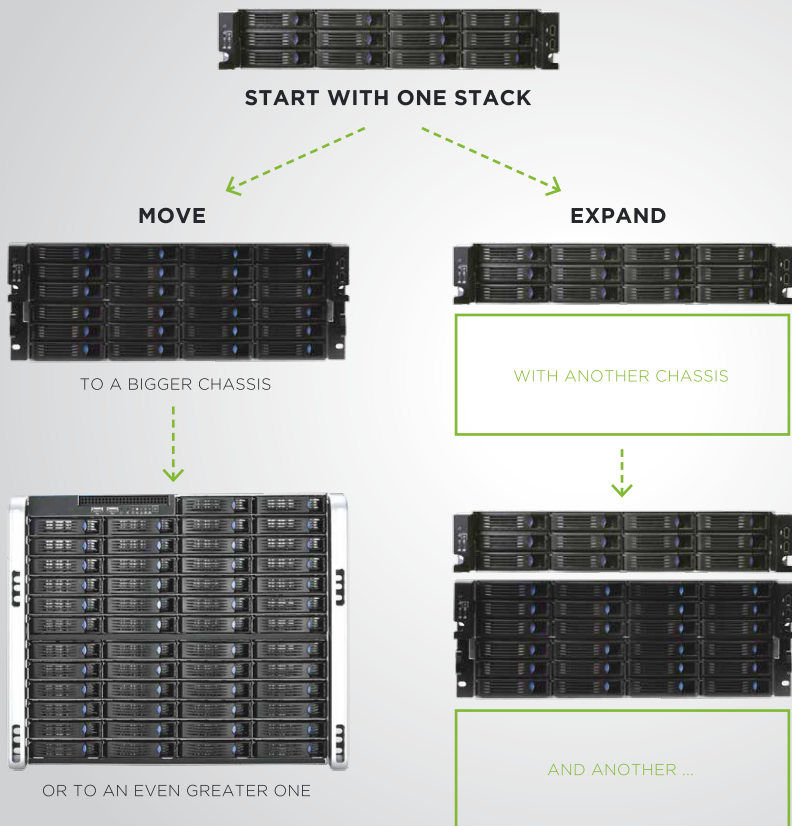 START WITH ONE STACK
MOVE
EXPAND
TO A BIGGER CHASSIS
WITH ANOTHER CHASSIS
OR TO AN EVEN GREATER ONE
AND ANOTHER ...